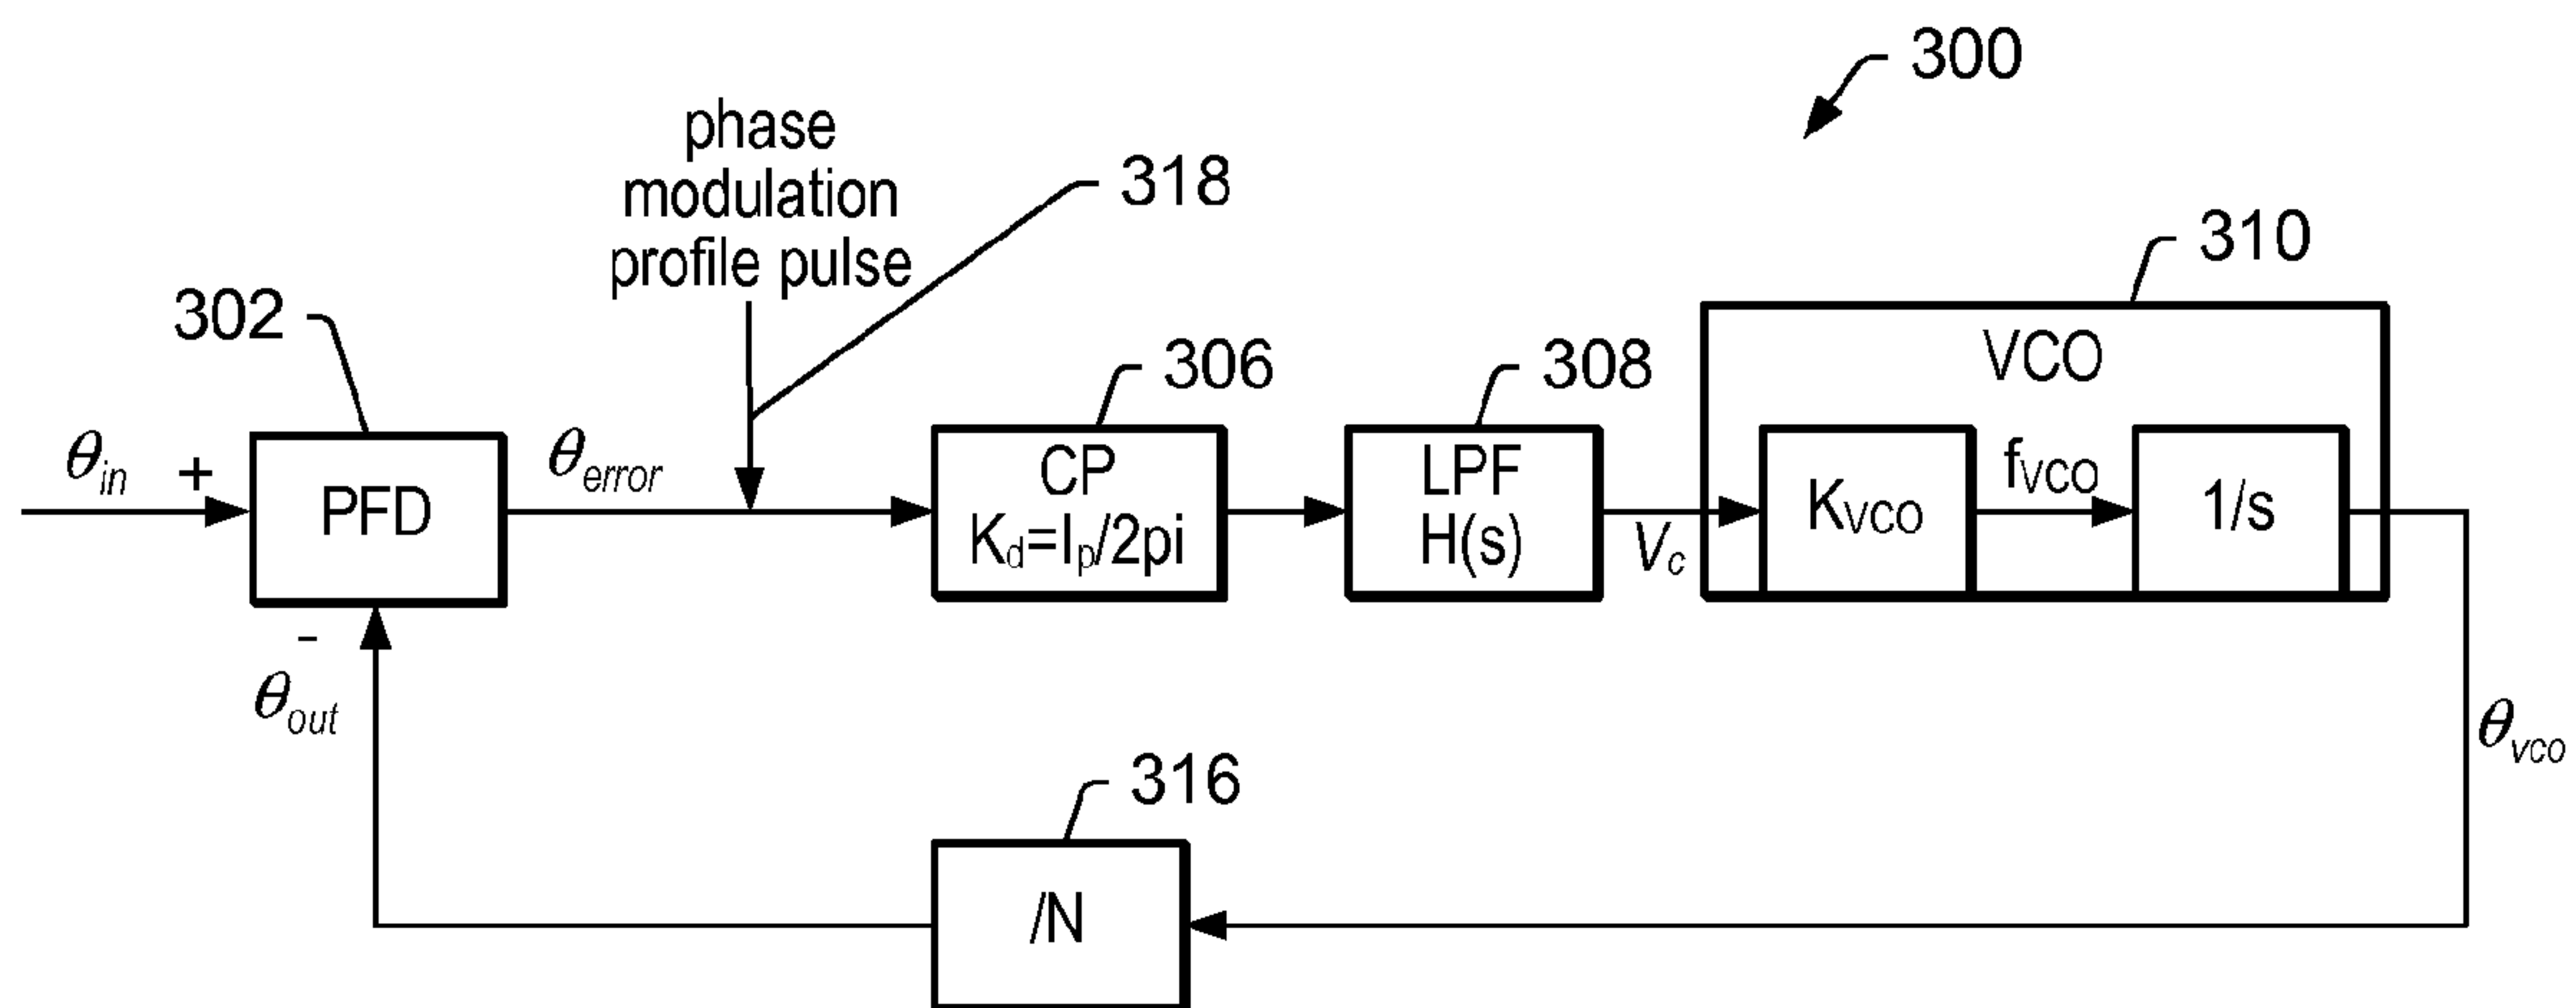 300
phase
modulation
profile pulse
318
310
302
306
308
VCO
θin
+
PFD
θerror
CP
Kd=Ip/2pi
LPF
H(s)
Vc
KVCO
fVCO
1/s
-
θout
θvco
316
/N